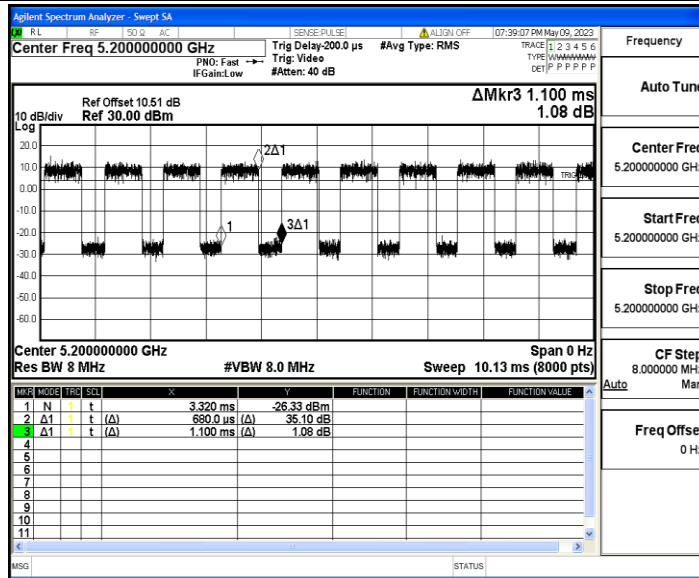 Agilent Spectrum Analyzer - Swept SA
RL RF 50 Ω AC SENSE:PULSE ALIGN OFF 07:39:07 PM May 09, 2023
Center Freq 5.200000000 GHz
PNO: Fast
IFGain:Low
Trig Delay-200.0 µs
Trig: Video
#Atten: 40 dB
#Avg Type: RMS
TRACE 1 2 3 4 5 6
TYPE WWWWWW
DET P P P P P P
ΔMkr3 1.100 ms
1.08 dB
Ref Offset 10.51 dB
10 dB/div Ref 30.00 dBm
Log
20.0
10.0
0.00
-10.0
-20.0
-30.0
-40.0
-50.0
-60.0
2Δ1
TRIG
1
3Δ1
Center 5.200000000 GHz Span 0 Hz
Res BW 8 MHz #VBW 8.0 MHz Sweep 10.13 ms (8000 pts)
MKR MODE TRC SCL X Y FUNCTION FUNCTION WIDTH FUNCTION VALUE
1 N 1 t 3.320 ms -26.33 dBm
2 Δ1 1 t (Δ) 680.0 µs (Δ) 35.10 dB
3 Δ1 1 t (Δ) 1.100 ms (Δ) 1.08 dB
4
5
6
7
8
9
10
11
MSG STATUS
Frequency
Auto Tune
Center Freq
5.200000000 GHz
Start Freq
5.200000000 GHz
Stop Freq
5.200000000 GHz
CF Step
8.000000 MHz
Auto Man
Freq Offset
0 Hz